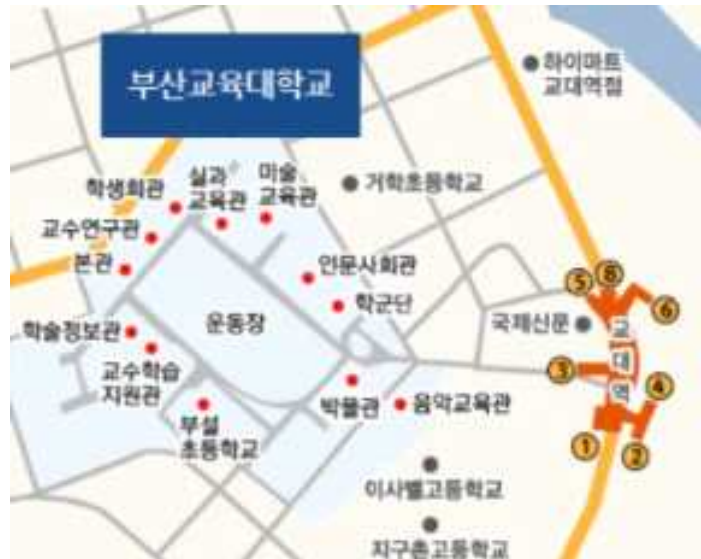 부산교육대학교
하이마트
교대역점
학생회관
실과
교육관
미술
교육관
거학초등학교
교수연구관
본관
인문사회관
학군단
운동장
학술정보관
교수학습
지원관
부설
초등학교
박물관
음악교육관
국제신문
교대역
⑤
⑧
⑥
③
④
①
②
이사벨고등학교
지구촌고등학교